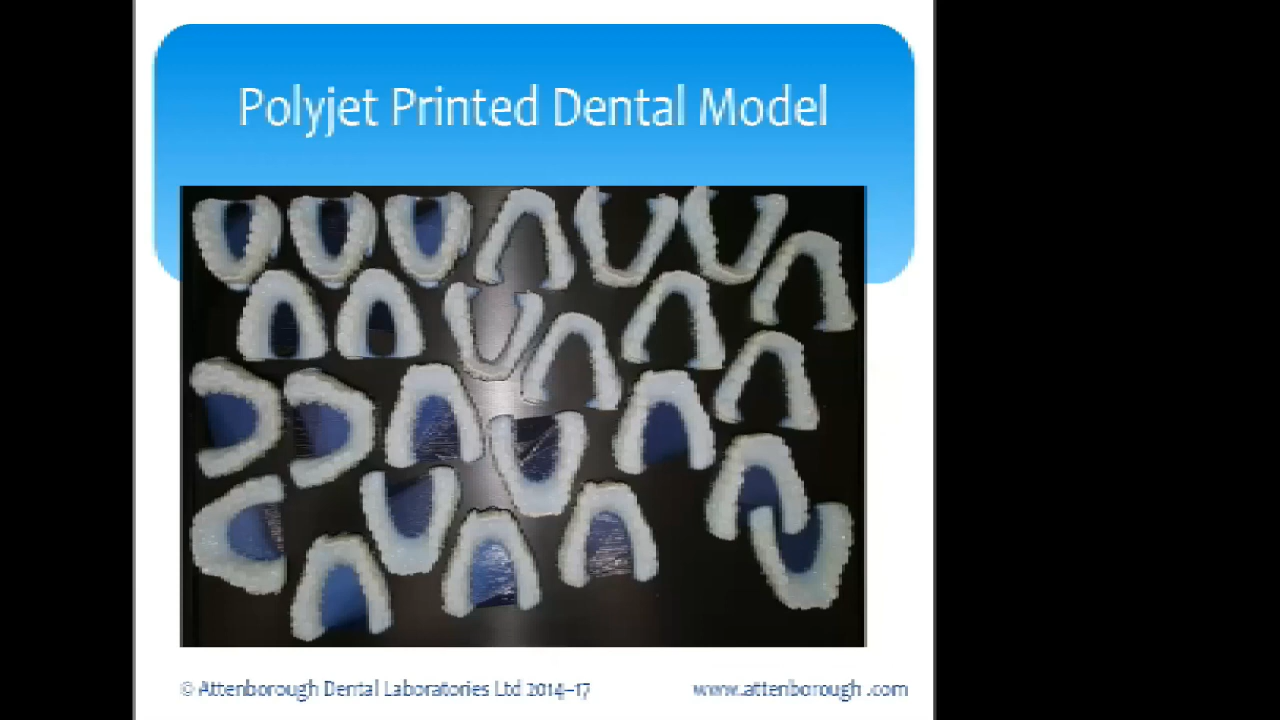 Polyjet Printed Dental Model
© Attenborough Dental Laboratories Ltd 2014-17
www.attenborough .com